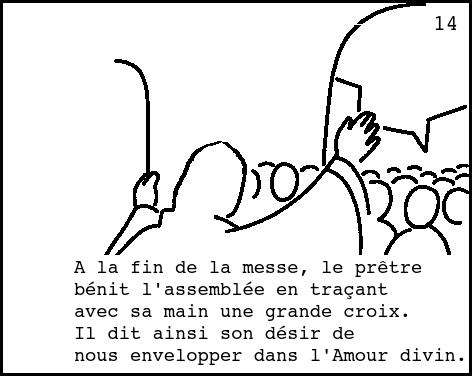 14
A la fin de la messe, le prêtre
bénit l'assemblée en traçant
avec sa main une grande croix.
Il dit ainsi son désir de
nous envelopper dans l'Amour divin.